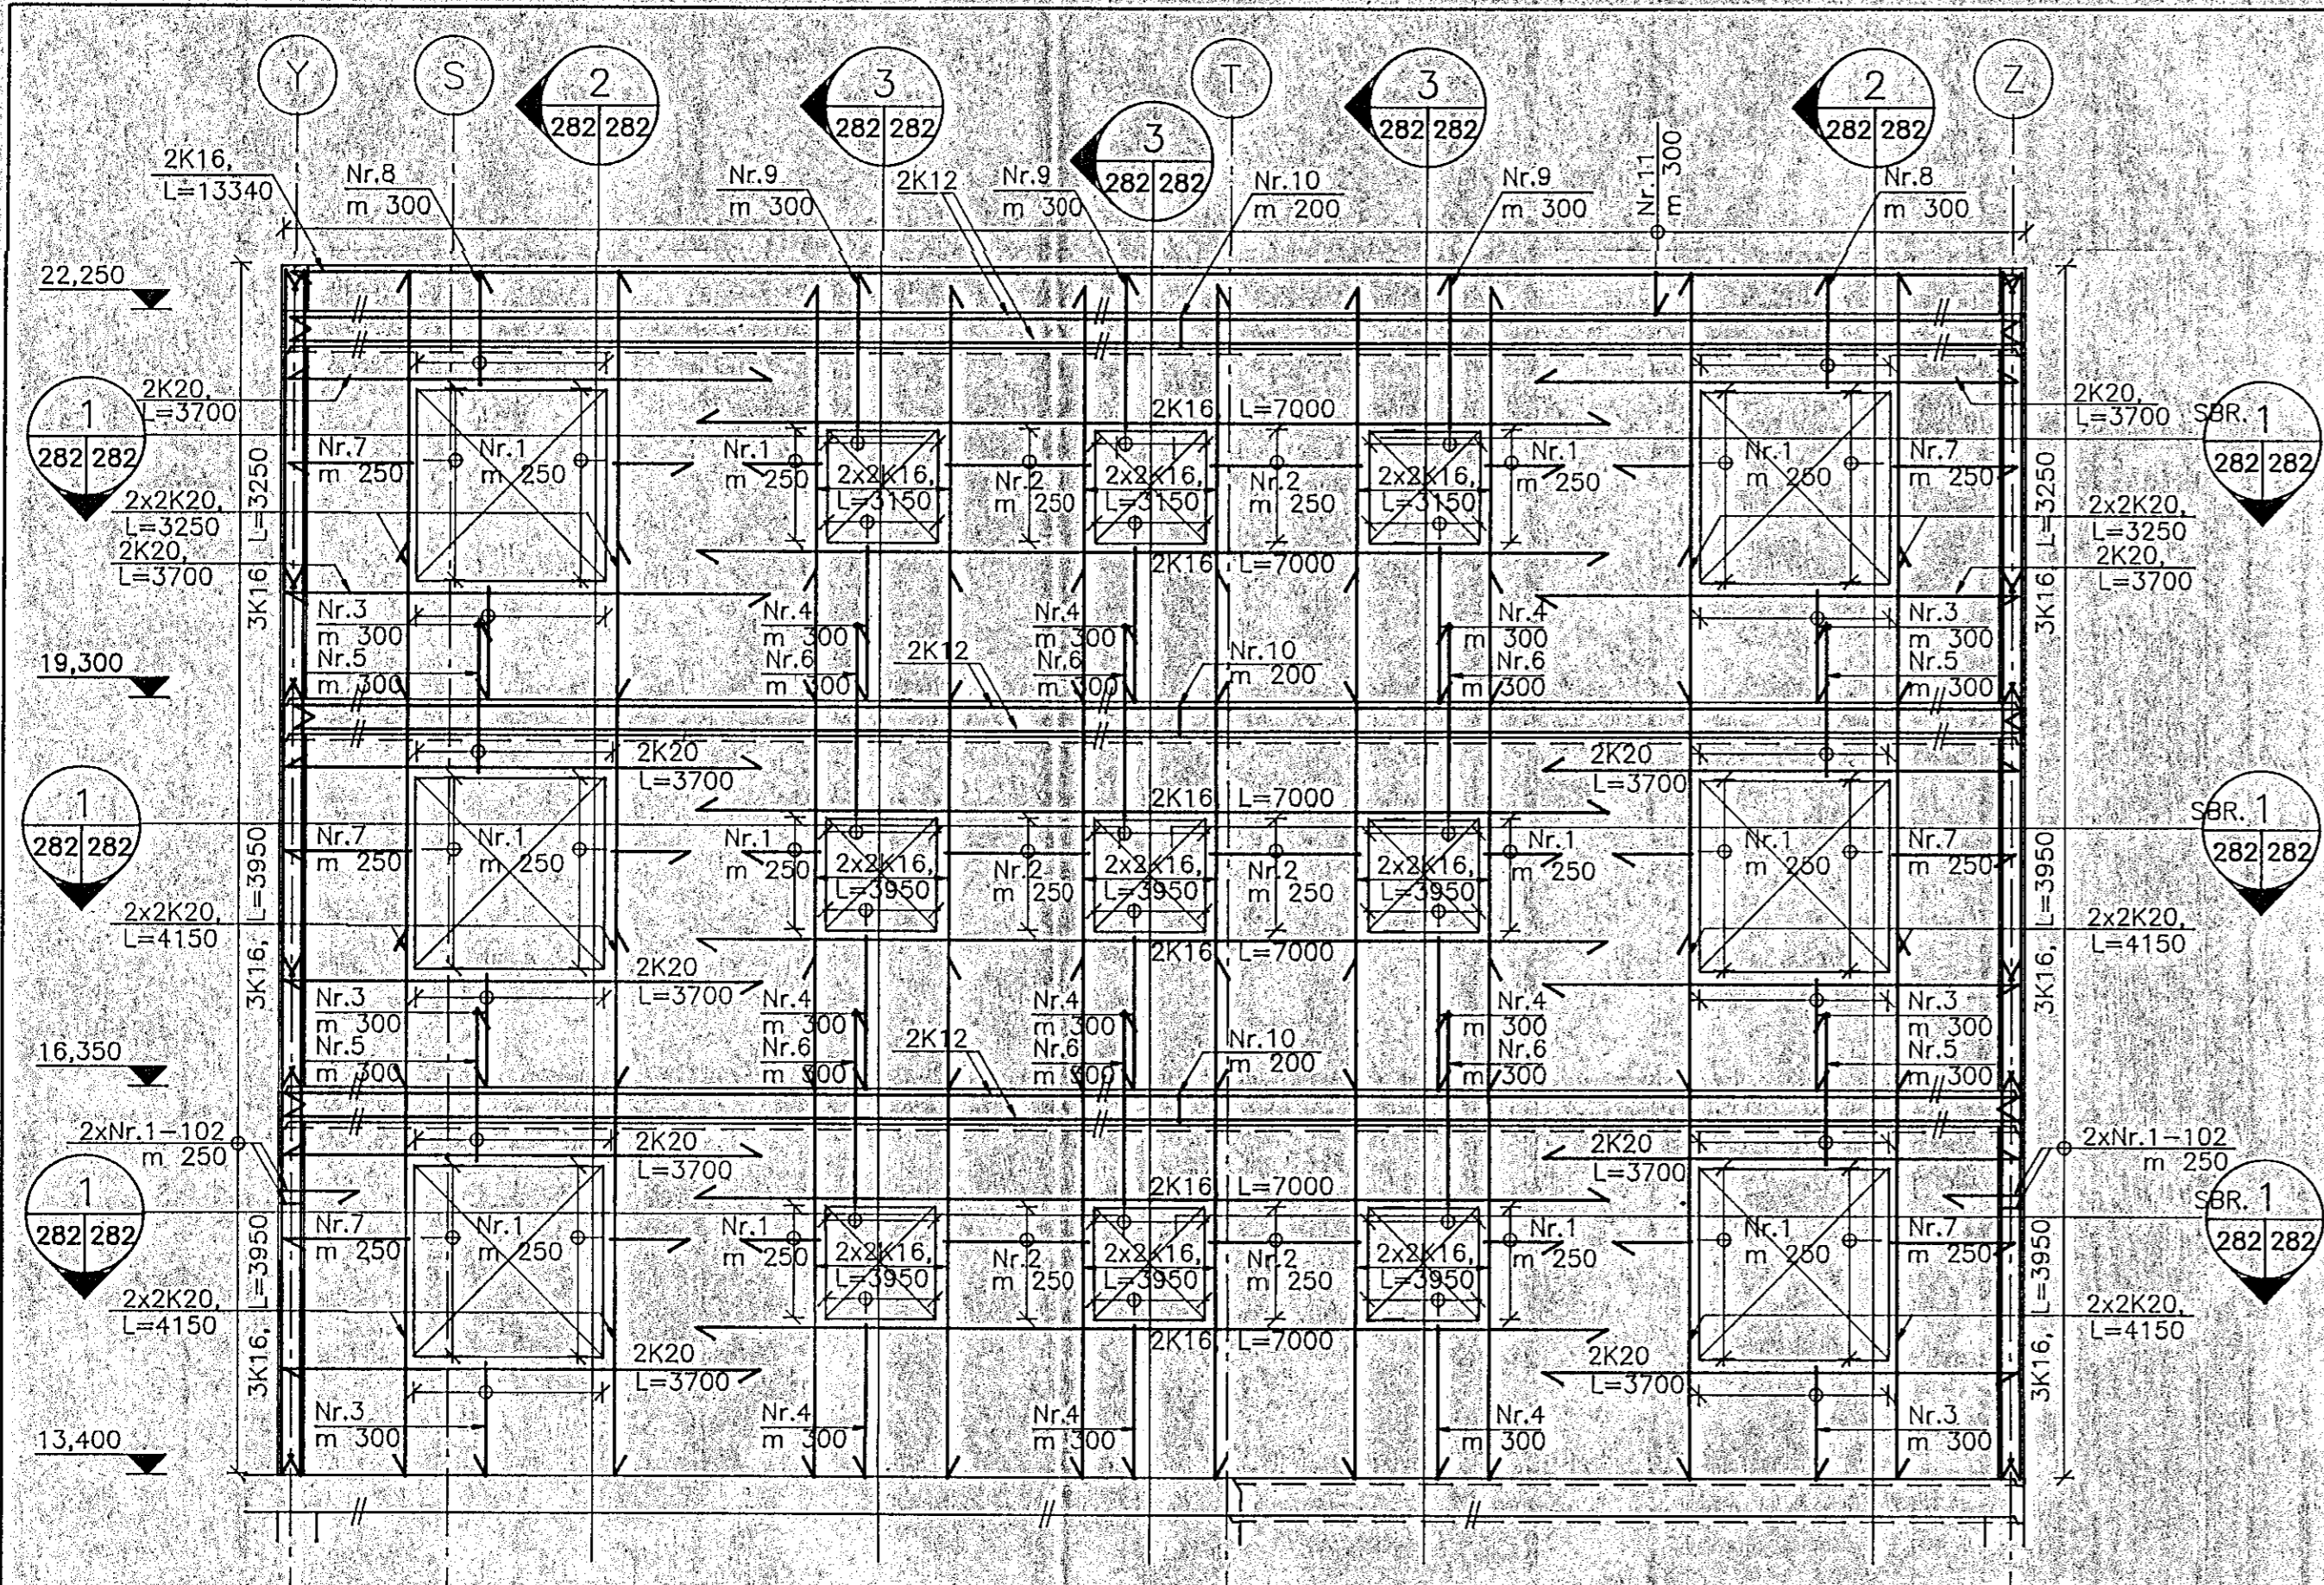 Y
S
2
282 282
3
282 282
3
282 282
T
3
282 282
2
282 282
Z
2K16,
L=13340
Nr.8
m 300
Nr.9
m 300
2K12
Nr.9
m 300
Nr.10
m 200
Nr.9
m 300
Nr.11
m 300
Nr.8
m 300
22,250
2K20,
L=3700
1
282 282
2K16 L=7000
2K20,
L=3700
SBR. 1
282 282
3K16, L=3250
Nr.7
m 250
Nr.1
m 250
Nr.1
m 250
2x2K16,
L=3150
Nr.2
m 250
2x2K16,
L=3150
Nr.2
m 250
2x2K16,
L=3150
Nr.1
m 250
Nr.1
m 250
Nr.7
m 250
3K16, L=3250
2x2K20,
L=3250
2K20,
L=3700
2K16 L=7000
2x2K20,
L=3250
2K20,
L=3700
Nr.3
m 300
Nr.5
m 300
Nr.4
m 300
Nr.6
m 300
2K12
Nr.4
m 300
Nr.6
m 300
Nr.10
m 200
Nr.4
m 300
Nr.6
m 300
Nr.3
m 300
Nr.5
m 300
19,300
2K20
L=3700
2K16 L=7000
2K20
L=3700
1
282 282
SBR. 1
282 282
3K16, L=3950
Nr.7
m 250
Nr.1
m 250
Nr.1
m 250
2x2K16,
L=3950
Nr.2
m 250
2x2K16,
L=3950
Nr.2
m 250
2x2K16,
L=3950
Nr.1
m 250
Nr.1
m 250
Nr.7
m 250
3K16, L=3950
2x2K20,
L=4150
2K16 L=7000
2x2K20,
L=4150
2K20
L=3700
Nr.3
m 300
Nr.5
m 300
Nr.4
m 300
Nr.6
m 300
2K12
Nr.4
m 300
Nr.6
m 300
Nr.10
m 200
Nr.4
m 300
Nr.6
m 300
Nr.3
m 300
Nr.5
m 300
16,350
2xNr.1-102
m 250
2K20
L=3700
2K16 L=7000
2K20
L=3700
2xNr.1-102
m 250
1
282 282
SBR. 1
282 282
3K16, L=3950
Nr.7
m 250
Nr.1
m 250
Nr.1
m 250
2x2K16,
L=3950
Nr.2
m 250
2x2K16,
L=3950
Nr.2
m 250
2x2K16,
L=3950
Nr.1
m 250
Nr.1
m 250
Nr.7
m 250
3K16, L=3950
2x2K20,
L=4150
2K16 L=7000
2x2K20,
L=4150
2K20
L=3700
2K20
L=3700
Nr.3
m 300
Nr.4
m 300
Nr.4
m 300
Nr.4
m 300
Nr.3
m 300
13,400